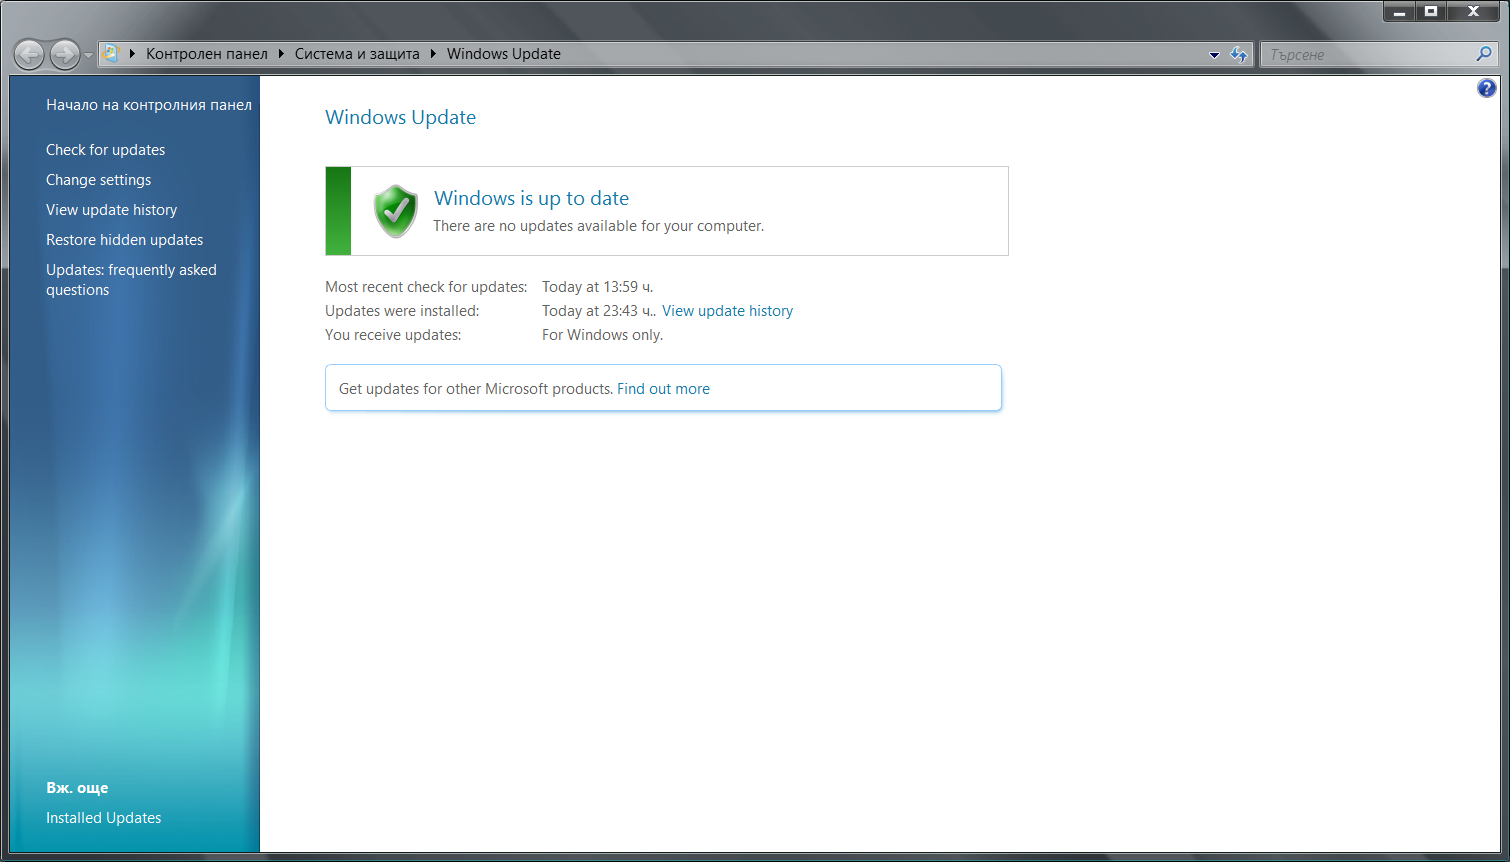 Контролен панел Система и защита Windows Update
Търсене
Начало на контролния панел
Check for updates
Change settings
View update history
Restore hidden updates
Updates: frequently asked
questions
Вж. още
Installed Updates
Windows Update
Windows is up to date
There are no updates available for your computer.
Most recent check for updates: Today at 13:59 ч.
Updates were installed: Today at 23:43 ч.. View update history
You receive updates: For Windows only.
Get updates for other Microsoft products. Find out more